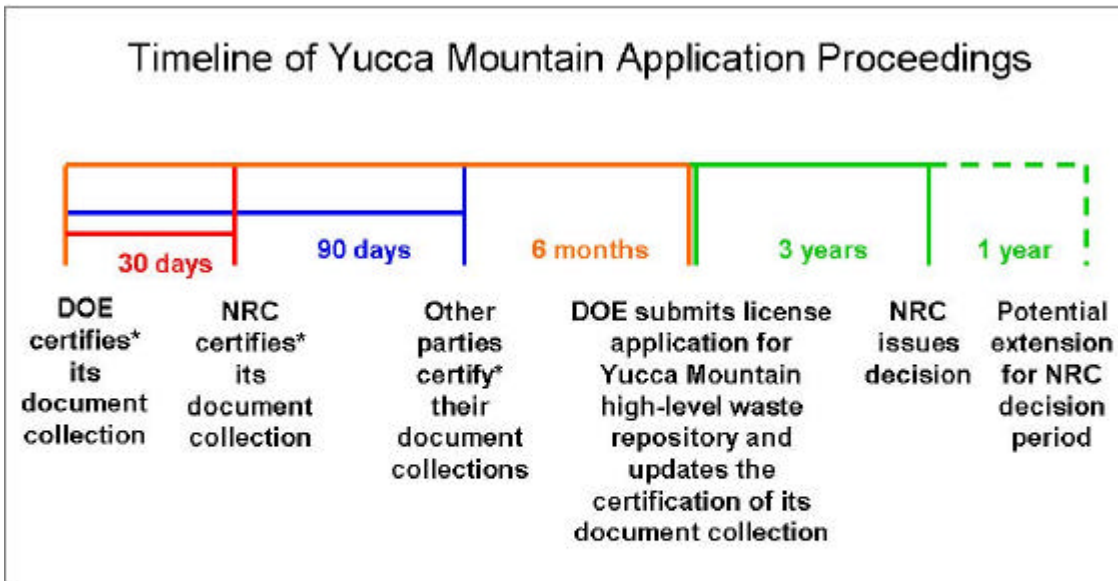 Timeline of Yucca Mountain Application Proceedings
30 days
90 days
6 months
3 years
1 year
DOE
certifies*
its
document
collection
NRC
certifies*
its
document
collection
Other
parties
certify*
their
document
collections
DOE submits license
application for
Yucca Mountain
high-level waste
repository and
updates the
certification of its
document collection
NRC
issues
decision
Potential
extension
for NRC
decision
period